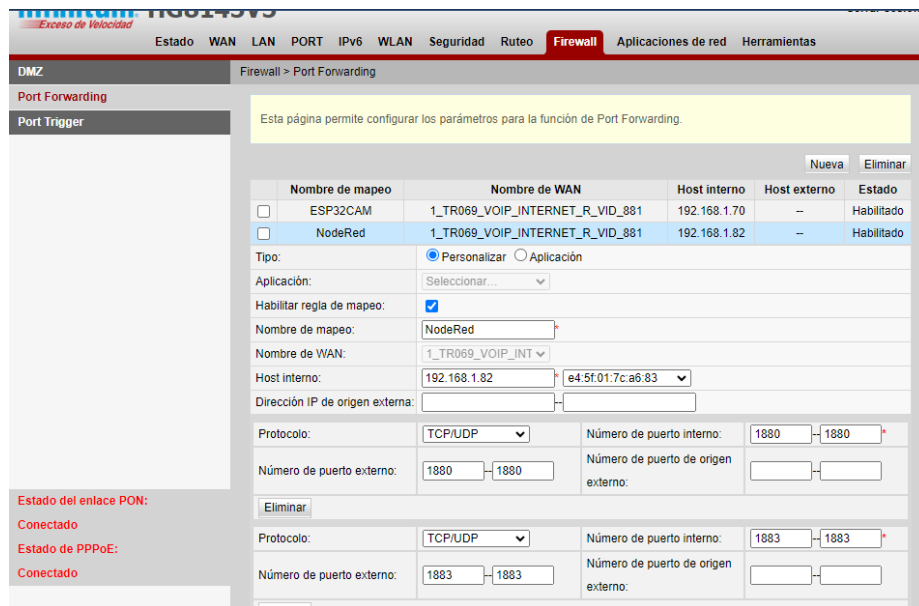 infinitum. HG8145V5
Exceso de Velocidad
Estado WAN LAN PORT IPv6 WLAN Seguridad Ruteo Firewall Aplicaciones de red Herramientas
DMZ
Port Forwarding
Port Trigger
Firewall > Port Forwarding
Esta página permite configurar los parámetros para la función de Port Forwarding.
Nueva Eliminar
Nombre de mapeo Nombre de WAN Host interno Host externo Estado
ESP32CAM 1_TR069_VOIP_INTERNET_R_VID_881 192.168.1.70 -- Habilitado
NodeRed 1_TR069_VOIP_INTERNET_R_VID_881 192.168.1.82 -- Habilitado
Tipo: Personalizar Aplicación
Aplicación: Seleccionar...
Habilitar regla de mapeo:
Nombre de mapeo: NodeRed *
Nombre de WAN: 1_TR069_VOIP_INT
Host interno: 192.168.1.82 * e4:5f:01:7c:a6:83
Dirección IP de origen externa: --
Protocolo: TCP/UDP Número de puerto interno: 1880 -- 1880 *
Número de puerto externo: 1880 -- 1880 Número de puerto de origen
externo: --
Eliminar
Protocolo: TCP/UDP Número de puerto interno: 1883 -- 1883 *
Número de puerto externo: 1883 -- 1883 Número de puerto de origen
externo: --
Estado del enlace PON:
Conectado
Estado de PPPoE:
Conectado